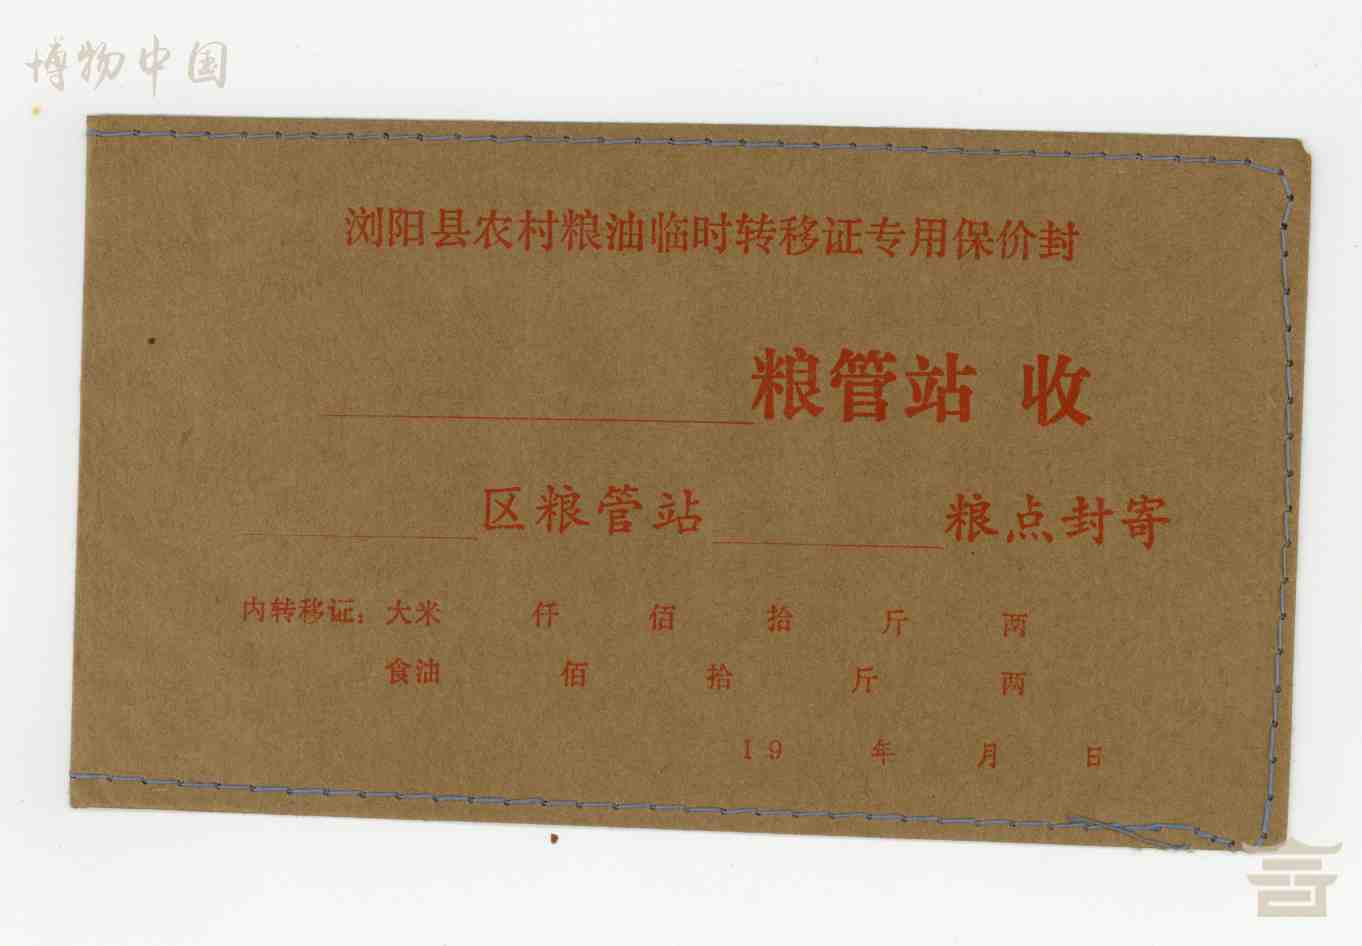 博物中国
浏阳县农村粮油临时转移证专用保价封
粮管站 收
区粮管站 粮点封寄
内转移证：大米 仟 佰 拾 斤 两
食油 佰 拾 斤 两
19 年 月 日